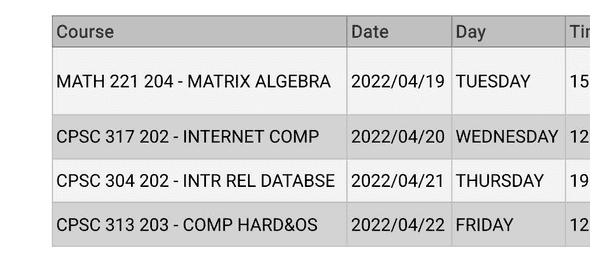 Course Date Day Tir
MATH 221 204 - MATRIX ALGEBRA 2022/04/19 TUESDAY 15
CPSC 317 202 - INTERNET COMP 2022/04/20 WEDNESDAY 12
CPSC 304 202 - INTR REL DATABSE 2022/04/21 THURSDAY 19
CPSC 313 203 - COMP HARD&OS 2022/04/22 FRIDAY 12